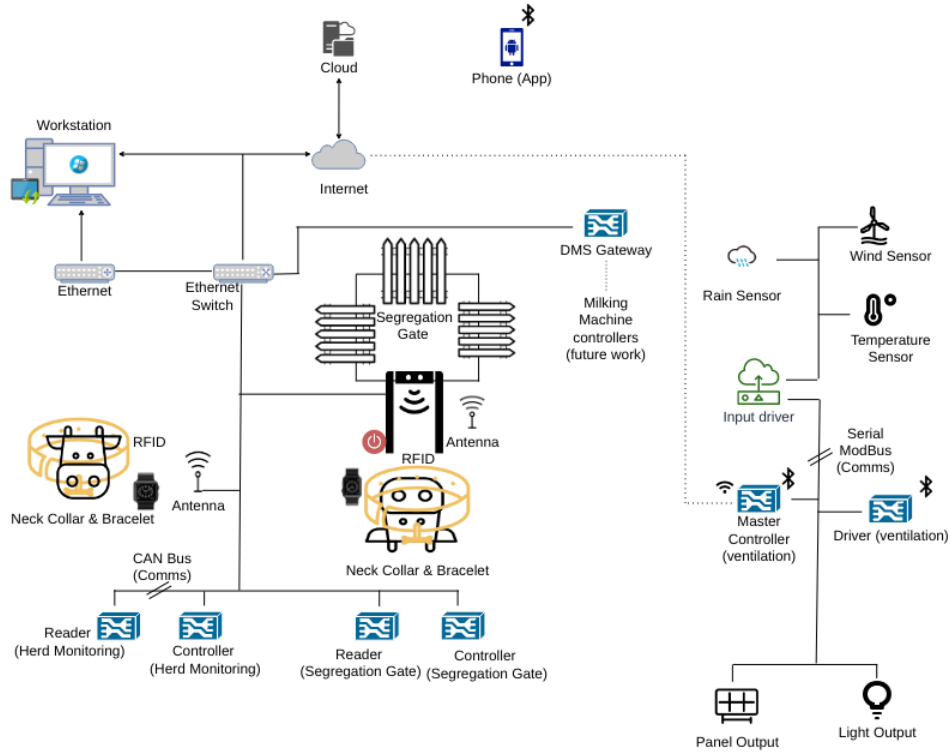 Cloud
Phone (App)
Workstation
Internet
Ethernet
Ethernet
Switch
DMS Gateway
Milking
Machine
controllers
(future work)
Segregation
Gate
Wind Sensor
Rain Sensor
Temperature
Sensor
Input driver
Serial
ModBus
(Comms)
RFID
Antenna
Neck Collar & Bracelet
Antenna
RFID
Neck Collar & Bracelet
Master
Controller
(ventilation)
Driver (ventilation)
CAN Bus
(Comms)
Reader
(Herd Monitoring)
Controller
(Herd Monitoring)
Reader
(Segregation Gate)
Controller
(Segregation Gate)
Panel Output
Light Output